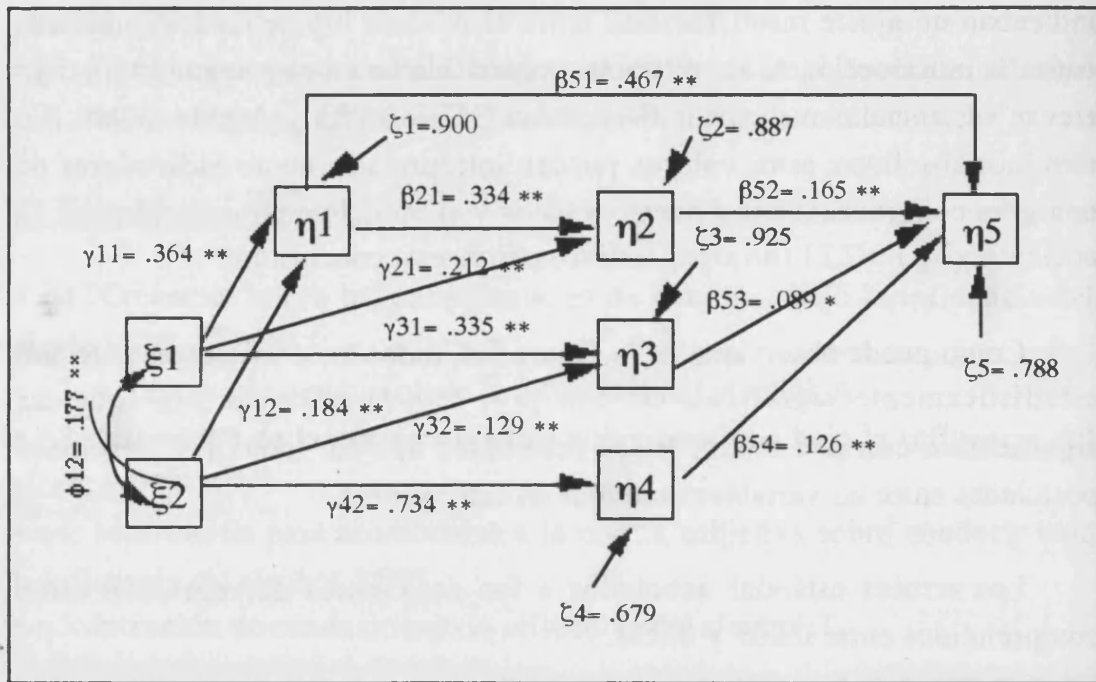 β51= .467 **
ζ1=.900
ζ2= .887
β21= .334 **
β52= .165 **
η1
η2
η5
ζ3= .925
γ11= .364 **
γ21= .212 **
β53= .089 *
γ31= .335 **
ξ1
η3
ζ5= .788
γ12= .184 **
γ32= .129 **
β54= .126 **
ϕ12= .177 **
ξ2
η4
γ42= .734 **
ζ4= .679